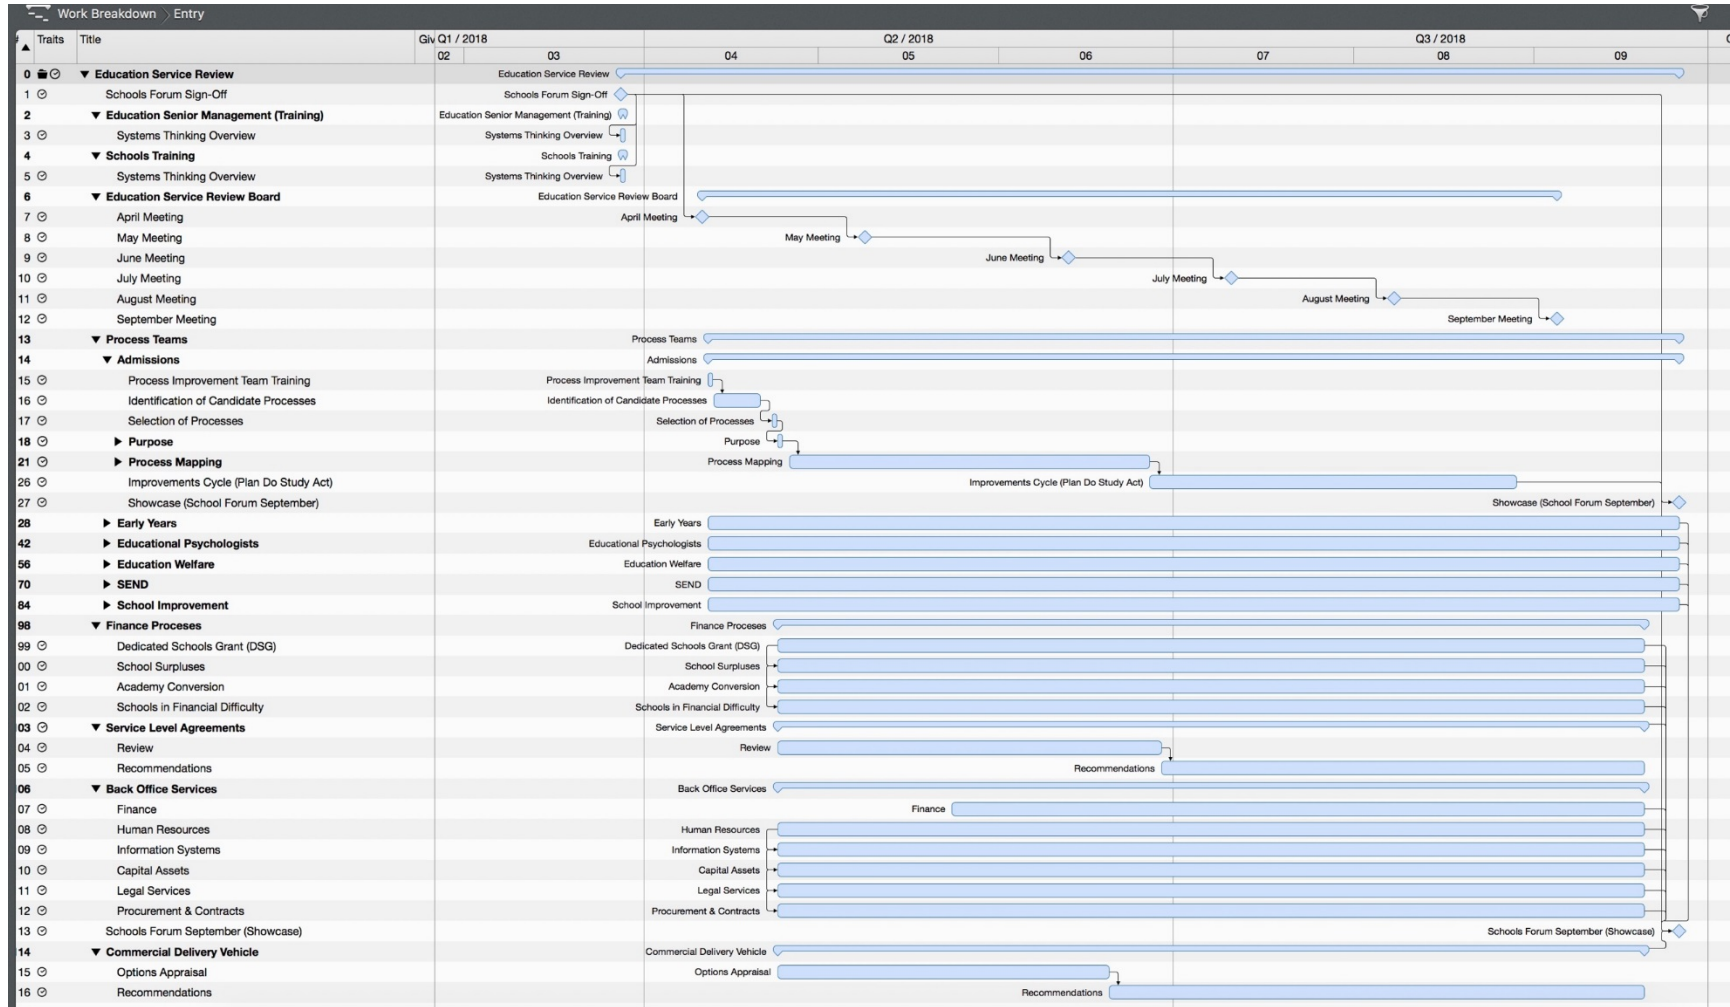 Work Breakdown Entry
# Traits Title Giv Q1 / 2018 Q2 / 2018 Q3 / 2018
02 03 04 05 06 07 08 09
0 Education Service Review Education Service Review
1 Schools Forum Sign-Off Schools Forum Sign-Off
2 Education Senior Management (Training) Education Senior Management (Training)
3 Systems Thinking Overview Systems Thinking Overview
4 Schools Training Schools Training
5 Systems Thinking Overview Systems Thinking Overview
6 Education Service Review Board Education Service Review Board
7 April Meeting April Meeting
8 May Meeting May Meeting
9 June Meeting June Meeting
10 July Meeting July Meeting
11 August Meeting August Meeting
12 September Meeting September Meeting
13 Process Teams Process Teams
14 Admissions Admissions
15 Process Improvement Team Training Process Improvement Team Training
16 Identification of Candidate Processes Identification of Candidate Processes
17 Selection of Processes Selection of Processes
18 Purpose Purpose
21 Process Mapping Process Mapping
26 Improvements Cycle (Plan Do Study Act) Improvements Cycle (Plan Do Study Act)
27 Showcase (School Forum September) Showcase (School Forum September)
28 Early Years Early Years
42 Educational Psychologists Educational Psychologists
56 Education Welfare Education Welfare
70 SEND SEND
84 School Improvement School Improvement
98 Finance Proceses Finance Proceses
99 Dedicated Schools Grant (DSG) Dedicated Schools Grant (DSG)
00 School Surpluses School Surpluses
01 Academy Conversion Academy Conversion
02 Schools in Financial Difficulty Schools in Financial Difficulty
03 Service Level Agreements Service Level Agreements
04 Review Review
05 Recommendations Recommendations
06 Back Office Services Back Office Services
07 Finance Finance
08 Human Resources Human Resources
09 Information Systems Information Systems
10 Capital Assets Capital Assets
11 Legal Services Legal Services
12 Procurement & Contracts Procurement & Contracts
13 Schools Forum September (Showcase) Schools Forum September (Showcase)
14 Commercial Delivery Vehicle Commercial Delivery Vehicle
15 Options Appraisal Options Appraisal
16 Recommendations Recommendations